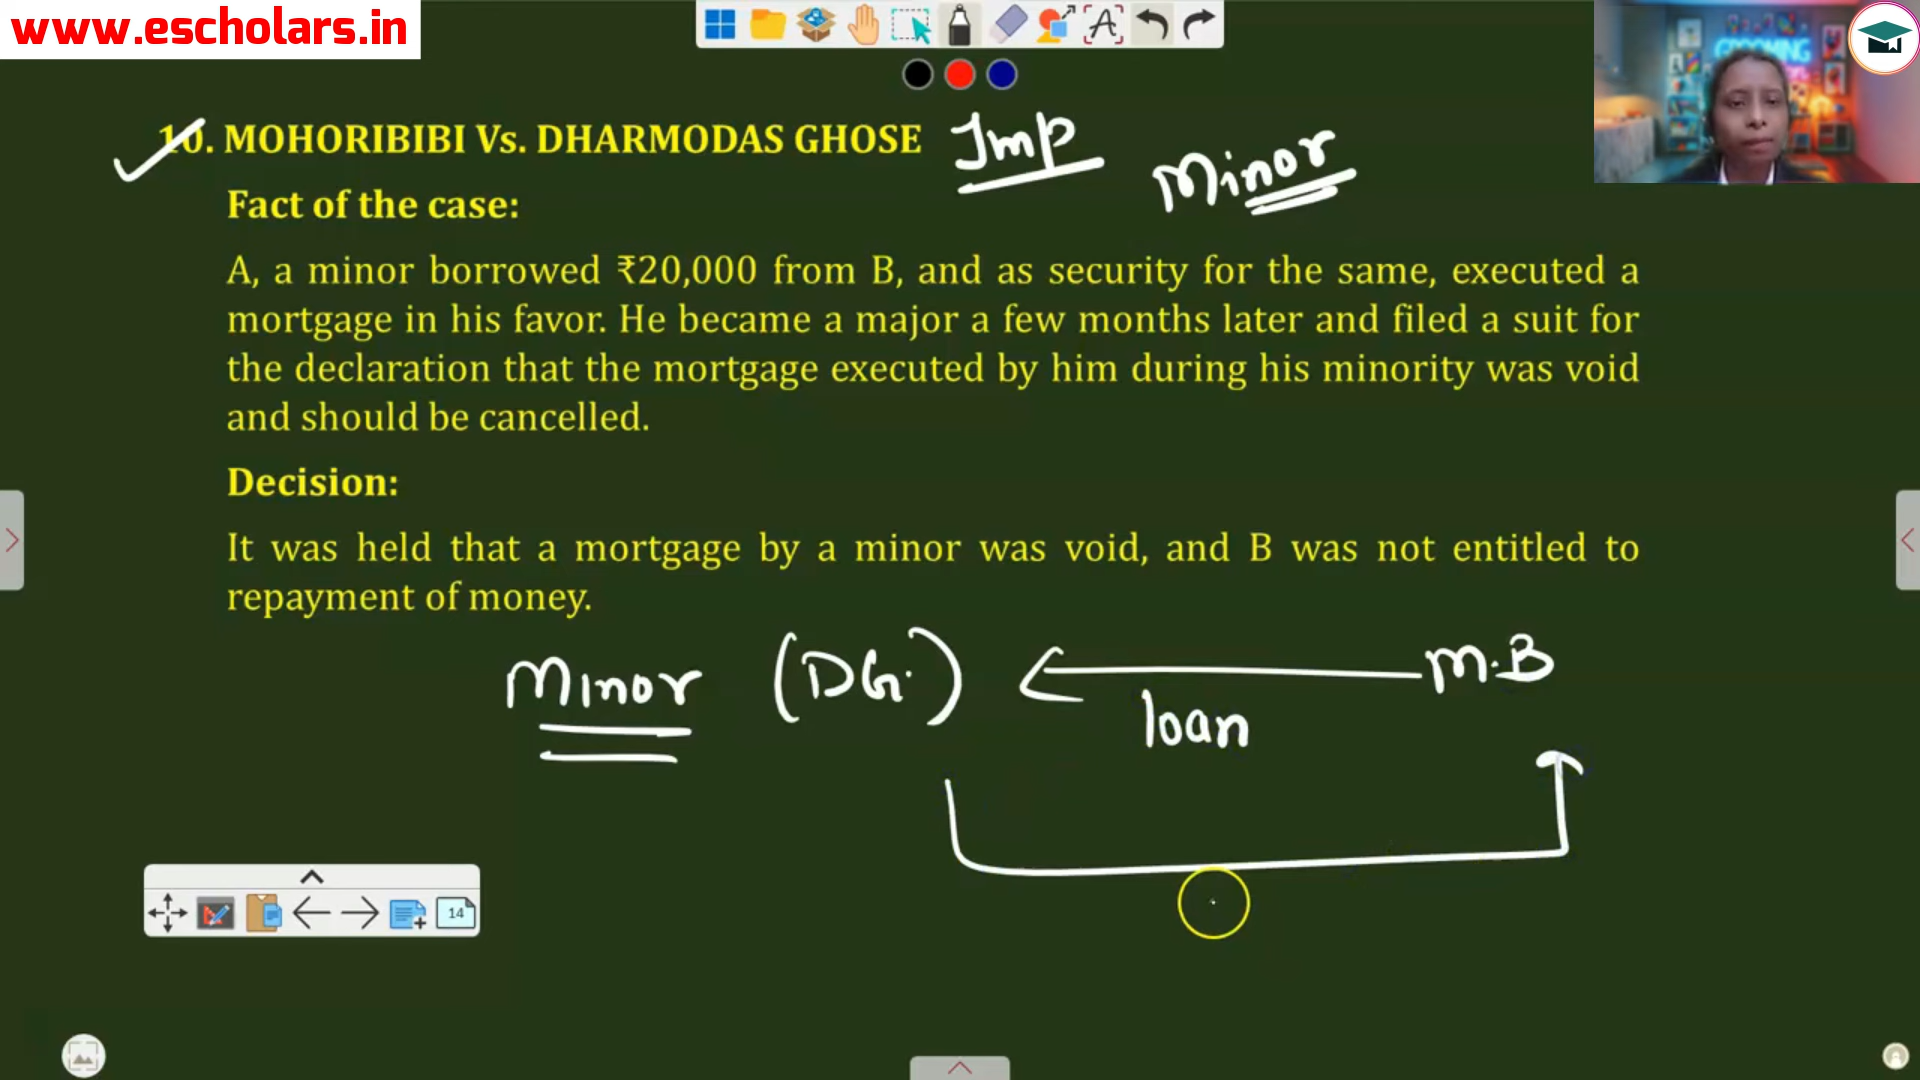 www.escholars.in
GROOMING
10. MOHORIBIBI Vs. DHARMODAS GHOSE Imp
Minor
Fact of the case:
A, a minor borrowed ₹20,000 from B, and as security for the same, executed a
mortgage in his favor. He became a major a few months later and filed a suit for
the declaration that the mortgage executed by him during his minority was void
and should be cancelled.
Decision:
It was held that a mortgage by a minor was void, and B was not entitled to
repayment of money.
Minor (DG.) M.B
loan
14